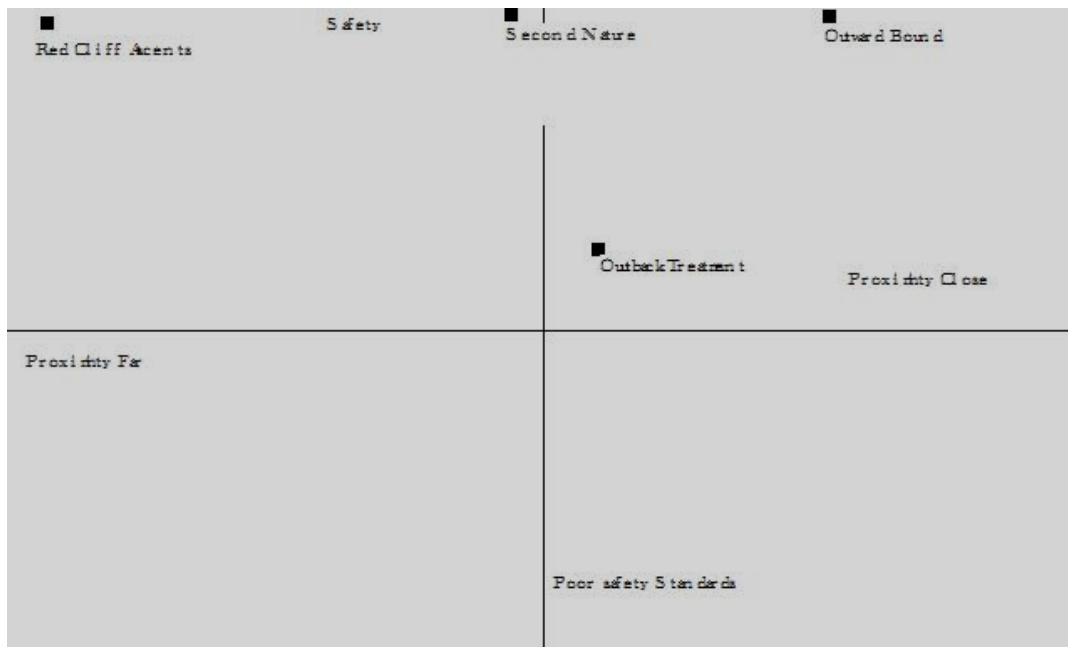 Safety
Second Nature
Outward Bound
Red Cliff Acents
Outback Treatment
Proximity Close
Proximity Far
Poor safety Standards